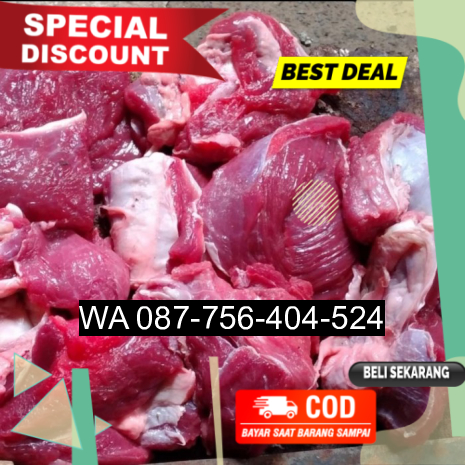 SPECIAL
DISCOUNT
BEST DEAL
WA 087-756-404-524
BELI SEKARANG
COD
BAYAR SAAT BARANG SAMPAI